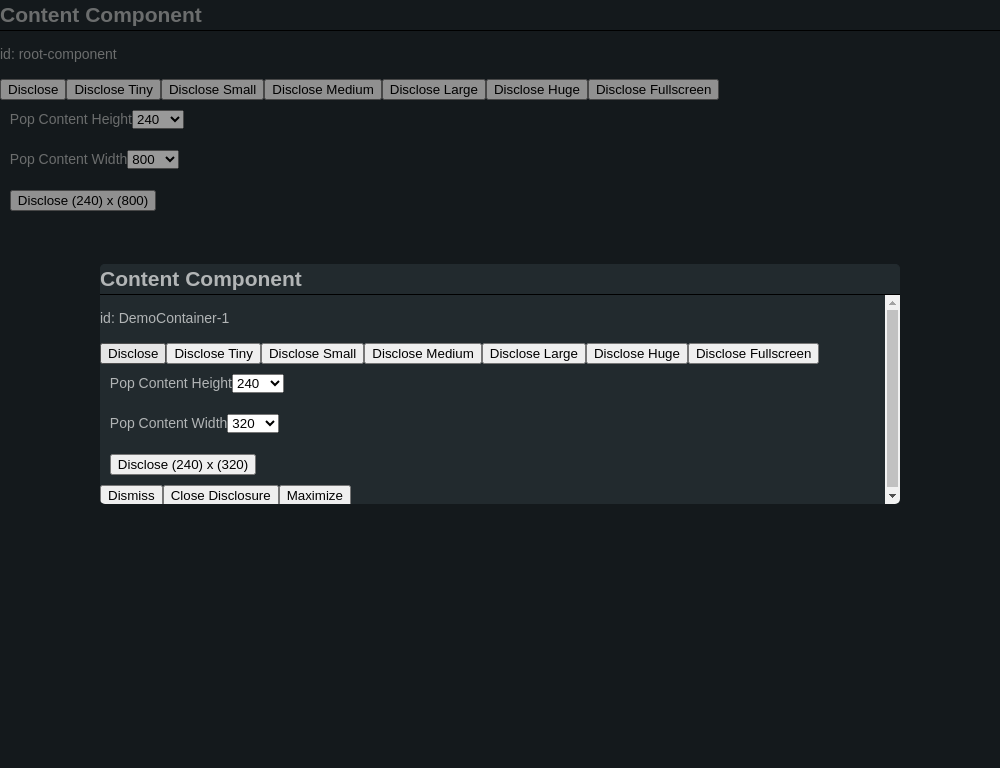 Content Component
id: root-component
Disclose Disclose Tiny Disclose Small Disclose Medium Disclose Large Disclose Huge Disclose Fullscreen
Pop Content Height 240
Pop Content Width 800
Disclose (240) x (800)
Content Component
id: DemoContainer-1
Disclose Disclose Tiny Disclose Small Disclose Medium Disclose Large Disclose Huge Disclose Fullscreen
Pop Content Height 240
Pop Content Width 320
Disclose (240) x (320)
Dismiss Close Disclosure Maximize